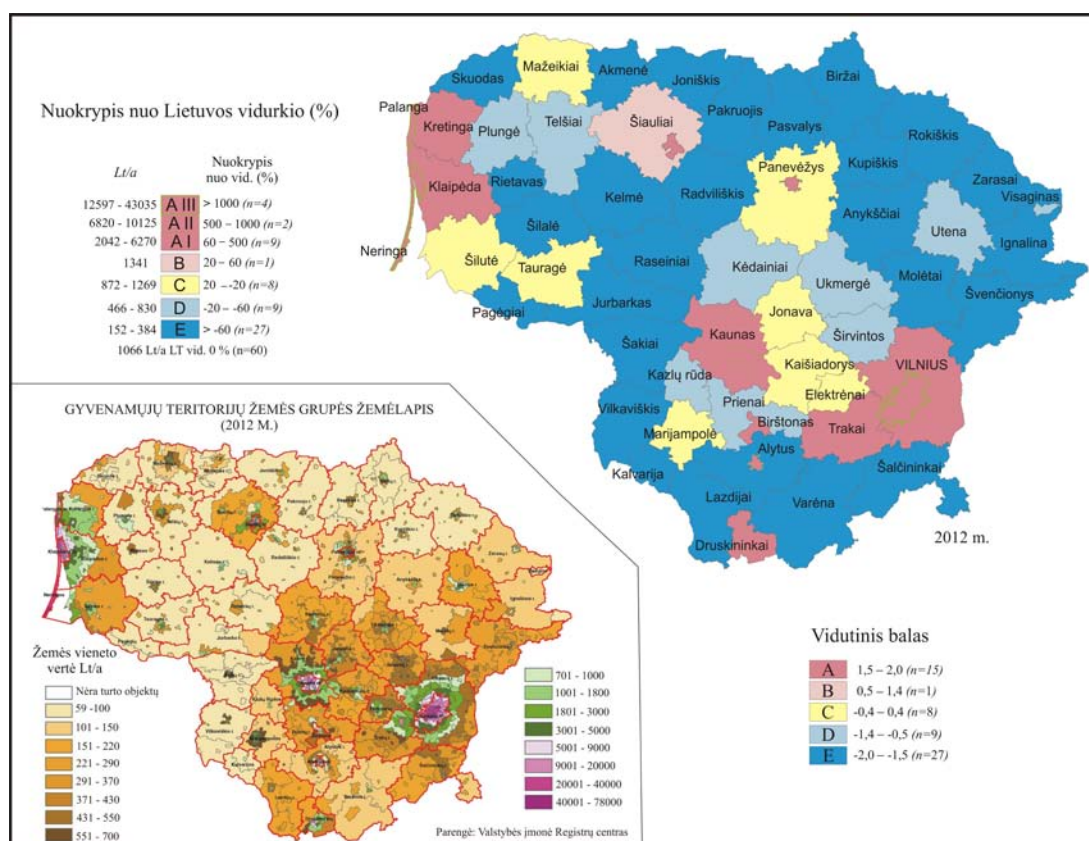 Nuokrypis nuo Lietuvos vidurkio (%)
Lt/a
Nuokrypis
nuo vid. (%)
12597 - 43035 A III > 1000 (n=4)
6820 - 10125 A II 500 – 1000 (n=2)
2042 - 6270 A I 60 – 500 (n=9)
1341 B 20 – 60 (n=1)
872 - 1269 C 20 – -20 (n=8)
466 - 830 D -20 – -60 (n=9)
152 - 384 E > -60 (n=27)
1066 Lt/a LT vid. 0 % (n=60)
Skuodas
Mažeikiai
Akmenė
Joniškis
Biržai
Palanga
Kretinga
Plungė
Telšiai
Šiauliai
Pakruojis
Pasvalys
Rokiškis
Klaipėda
Rietavas
Kelmė
Radviliškis
Panevėžys
Kupiškis
Zarasai
Visaginas
Šilalė
Anykščiai
Utena
Ignalina
Neringa
Šilutė
Tauragė
Raseiniai
Kėdainiai
Ukmergė
Molėtai
Švenčionys
Pagėgiai
Jurbarkas
Jonava
Širvintos
Šakiai
Kaunas
Kaišiadorys
VILNIUS
Kazlų rūda
Prienai
Elektrėnai
Vilkaviškis
Birštonas
Trakai
Marijampolė
Alytus
Kalvarija
Šalčininkai
Lazdijai
Varėna
Druskininkai
2012 m.
GYVENAMŲJŲ TERITORIJŲ ŽEMĖS GRUPĖS ŽEMĖLAPIS
(2012 M.)
Žemės vieneto
vertė Lt/a
Nėra turto objektų
59 -100
101 - 150
151 - 220
221 - 290
291 - 370
371 - 430
431 - 550
551 - 700
701 - 1000
1001 - 1800
1801 - 3000
3001 - 5000
5001 - 9000
9001 - 20000
20001 - 40000
40001 - 78000
Parengė: Valstybės įmonė Registrų centras
Vidutinis balas
A 1,5 – 2,0 (n=15)
B 0,5 – 1,4 (n=1)
C -0,4 – 0,4 (n=8)
D -1,4 – -0,5 (n=9)
E -2,0 – -1,5 (n=27)